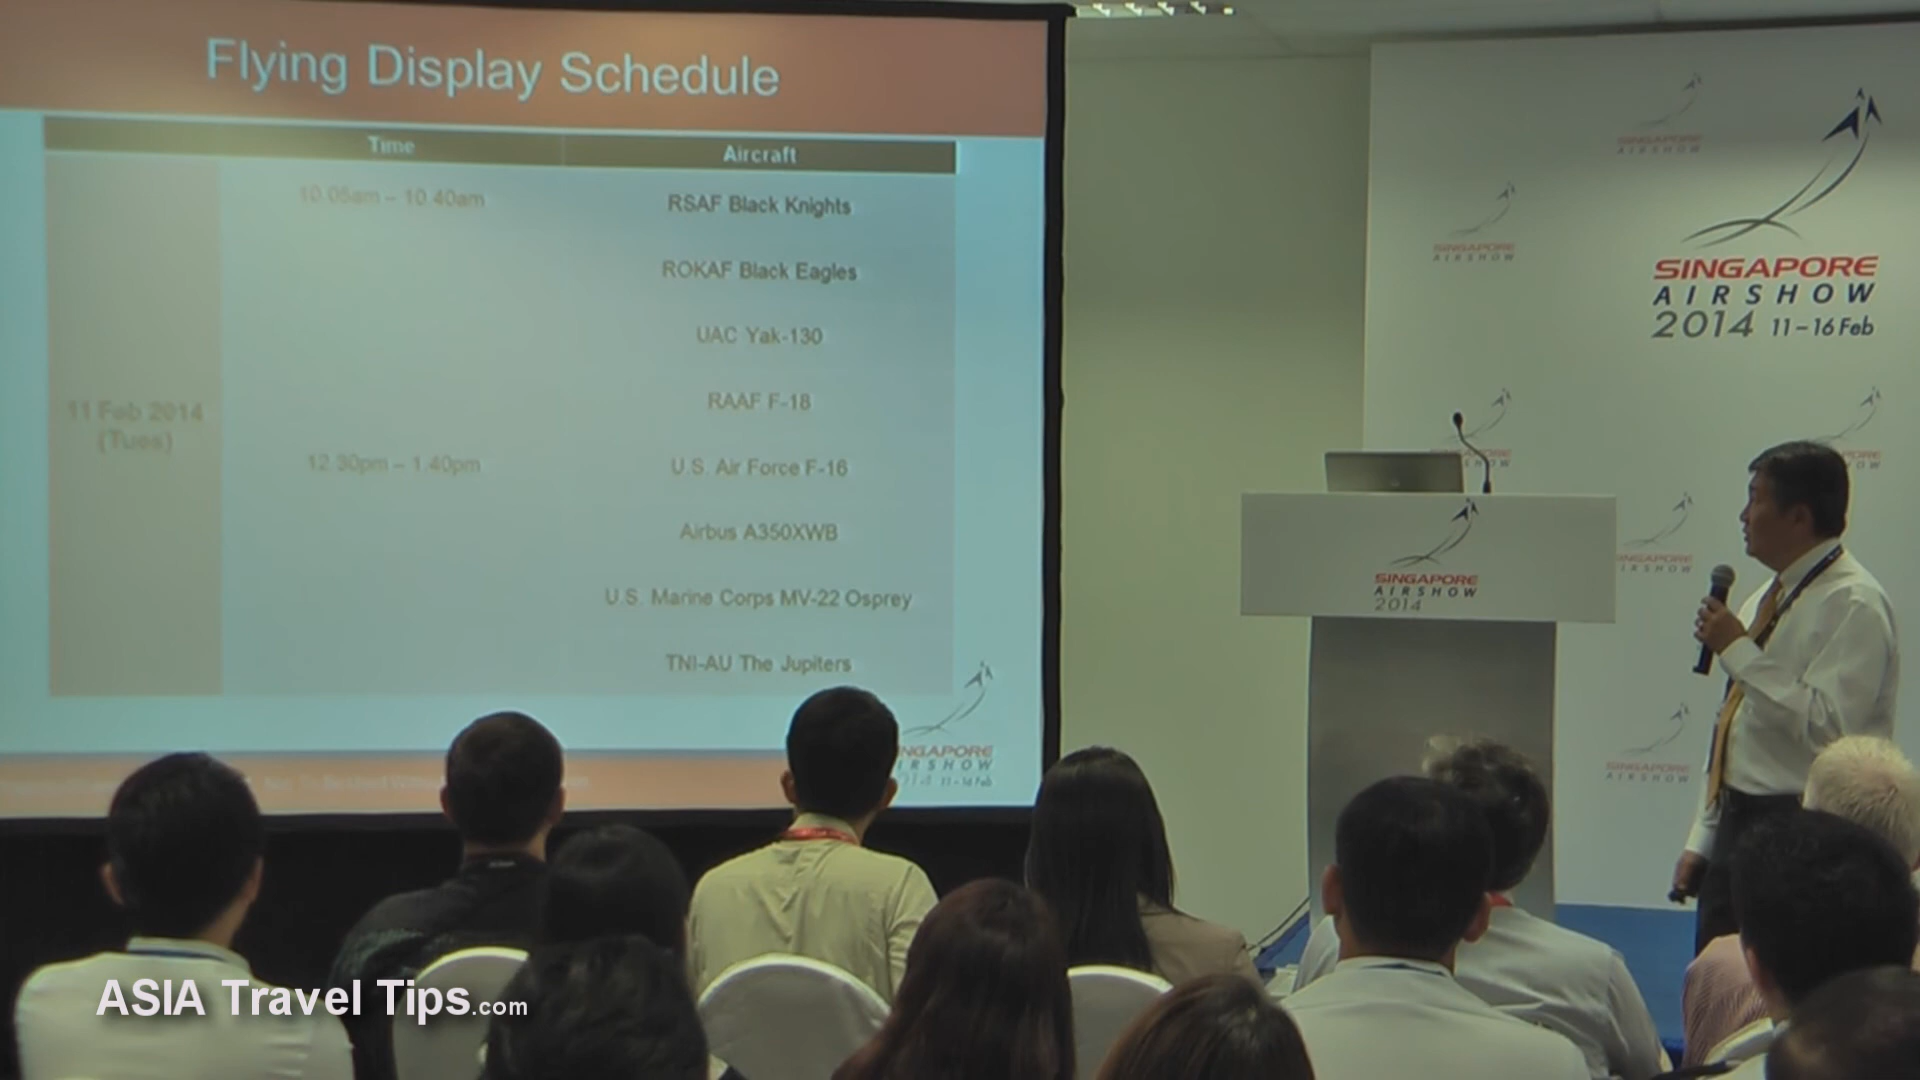 Flying Display Schedule
Time
Aircraft
10.05am – 10.40am
RSAF Black Knights
ROKAF Black Eagles
UAC Yak-130
RAAF F-18
11 Feb 2014
(Tues)
12.30pm – 1.40pm
U.S. Air Force F-16
Airbus A350XWB
U.S. Marine Corps MV-22 Osprey
TNI-AU The Jupiters
SINGAPORE
AIRSHOW
2014 11 – 16 Feb
SINGAPORE
AIRSHOW
SINGAPORE
AIRSHOW
SINGAPORE
AIRSHOW
2014 11 – 16 Feb
SINGAPORE
AIRSHOW
2014
SINGAPORE
AIRSHOW
SINGAPORE
AIRSHOW
ASIA Travel Tips.com